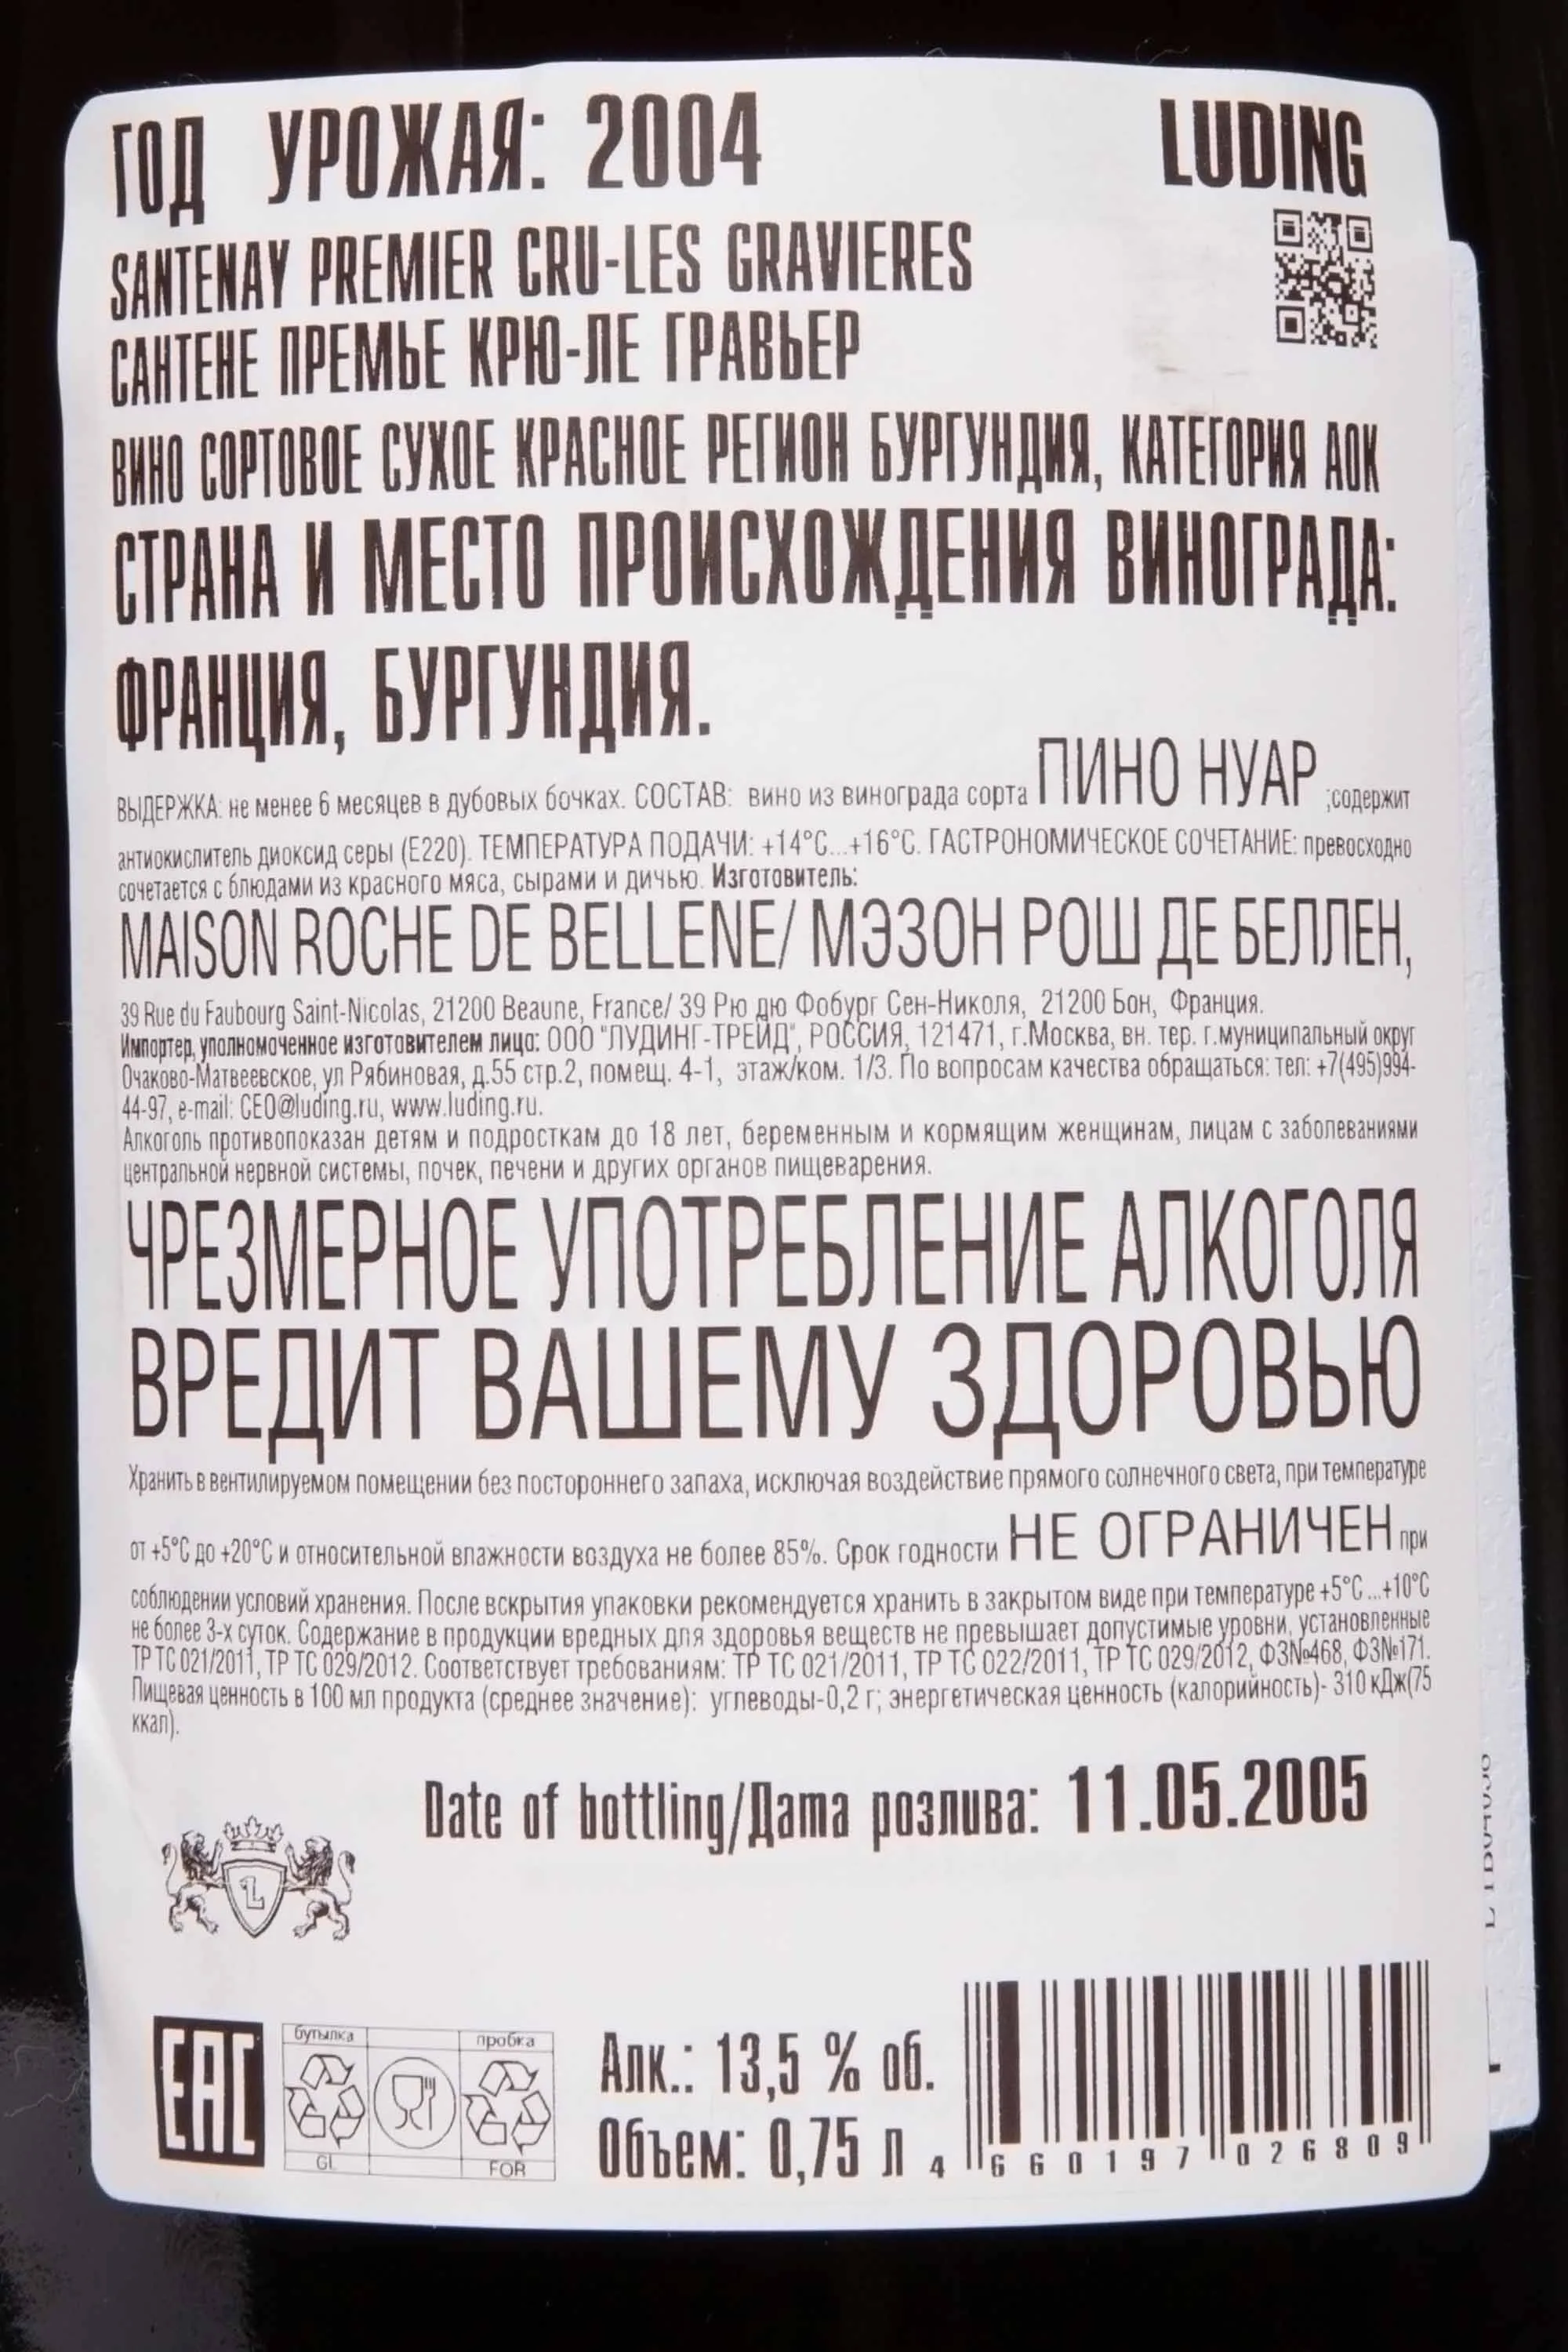 ГОД УРОЖАЯ: 2004
LUDING
SANTENAY PREMIER CRU-LES GRAVIERES
САНТЕНЕ ПРЕМЬЕ КРЮ-ЛЕ ГРАВЬЕР
ВИНО СОРТОВОЕ СУХОЕ КРАСНОЕ РЕГИОН БУРГУНДИЯ, КАТЕГОРИЯ АОК
СТРАНА И МЕСТО ПРОИСХОЖДЕНИЯ ВИНОГРАДА:
ФРАНЦИЯ, БУРГУНДИЯ.
ВЫДЕРЖКА: не менее 6 месяцев в дубовых бочках. СОСТАВ: вино из винограда сорта ПИНО НУАР ;содержит
антиокислитель диоксид серы (Е220). ТЕМПЕРАТУРА ПОДАЧИ: +14°С...+16°С. ГАСТРОНОМИЧЕСКОЕ СОЧЕТАНИЕ: превосходно
сочетается с блюдами из красного мяса, сырами и дичью. Изготовитель:
MAISON ROCHE DE BELLENE/ МЭЗОН РОШ ДЕ БЕЛЛЕН,
39 Rue du Faubourg Saint-Nicolas, 21200 Beaune, France/ 39 Рю дю Фобург Сен-Николя, 21200 Бон, Франция.
Импортер, уполномоченное изготовителем лицо: ООО "ЛУДИНГ-ТРЕЙД", РОССИЯ, 121471, г.Москва, вн. тер. г.муниципальный округ
Очаково-Матвеевское, ул Рябиновая, д.55 стр.2, помещ. 4-1, этаж/ком. 1/3. По вопросам качества обращаться: тел: +7(495)994-
44-97, e-mail: CEO@luding.ru, www.luding.ru.
Алкоголь противопоказан детям и подросткам до 18 лет, беременным и кормящим женщинам, лицам с заболеваниями
центральной нервной системы, почек, печени и других органов пищеварения.
ЧРЕЗМЕРНОЕ УПОТРЕБЛЕНИЕ АЛКОГОЛЯ
ВРЕДИТ ВАШЕМУ ЗДОРОВЬЮ
Хранить в вентилируемом помещении без постороннего запаха, исключая воздействие прямого солнечного света, при температуре
от +5°С до +20°С и относительной влажности воздуха не более 85%. Срок годности НЕ ОГРАНИЧЕН при
соблюдении условий хранения. После вскрытия упаковки рекомендуется хранить в закрытом виде при температуре +5°С...+10°С
не более 3-х суток. Содержание в продукции вредных для здоровья веществ не превышает допустимые уровни, установленные
ТР ТС 021/2011, ТР ТС 029/2012. Соответствует требованиям: ТР ТС 021/2011, ТР ТС 022/2011, ТР ТС 029/2012, ФЗ№468, ФЗ№171.
Пищевая ценность в 100 мл продукта (среднее значение): углеводы-0,2 г; энергетическая ценность (калорийность)- 310 кДж(75
ккал).
Date of bottling/Дата розлива: 11.05.2005
L
EAC
бутылка
пробка
GL
FOR
Алк.: 13,5 % об.
Объем: 0,75 л
4 660197 026809